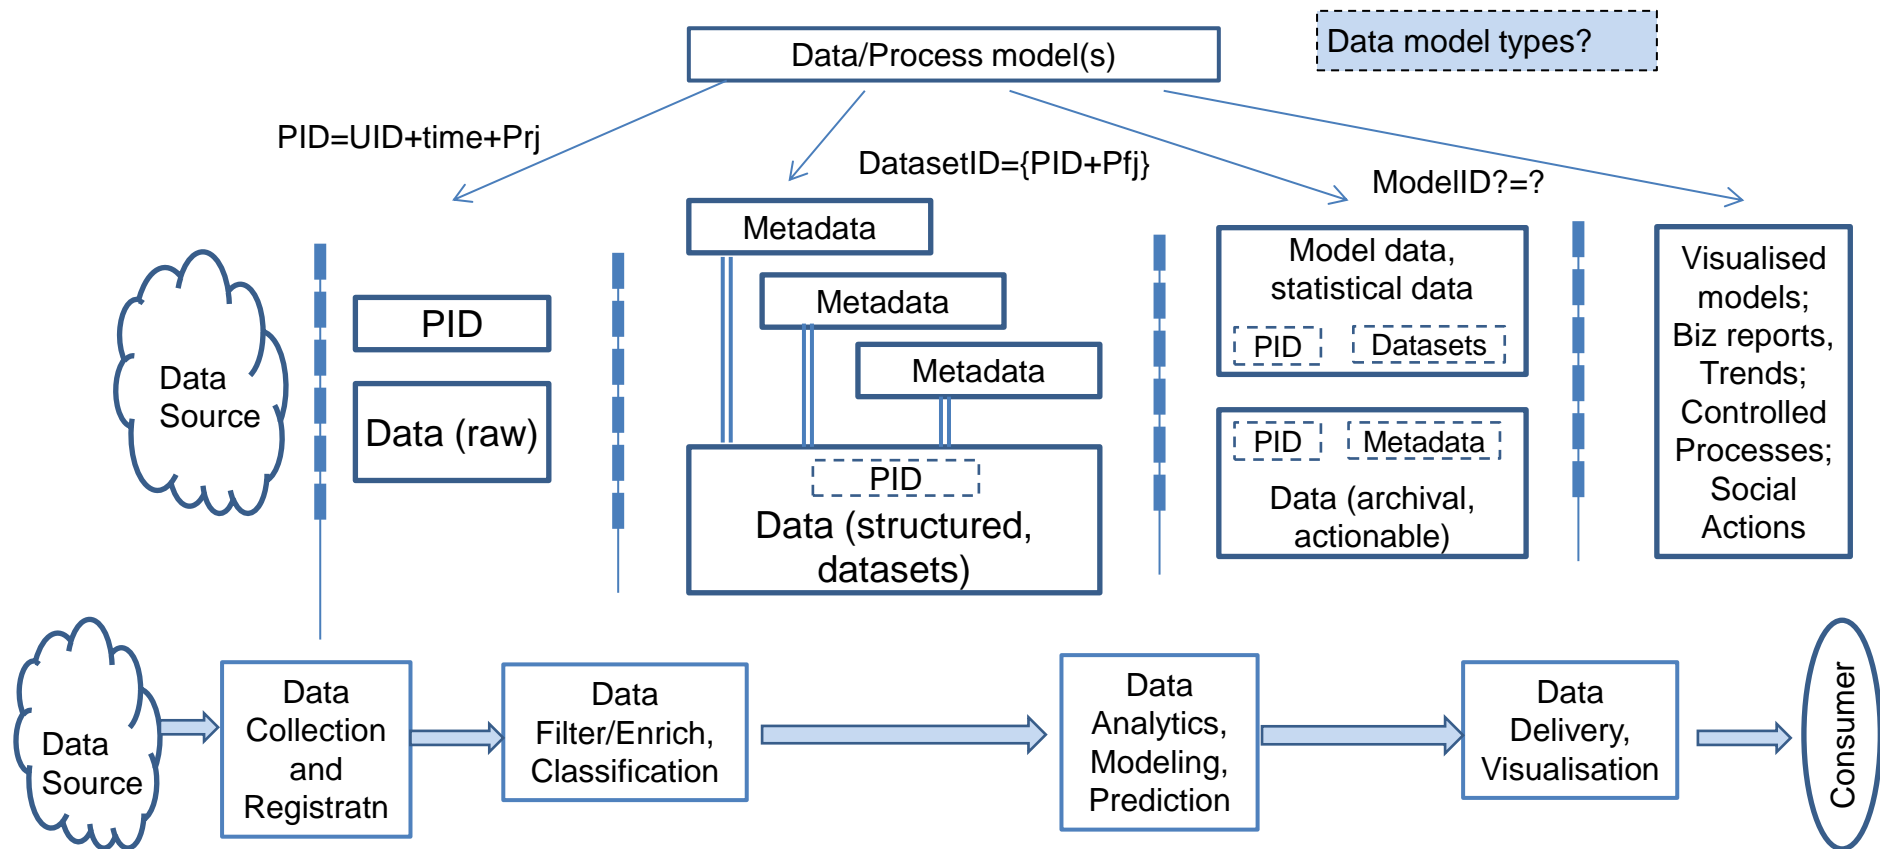 Data/Process model(s)
Data model types?
PID=UID+time+Prj
DatasetID={PID+Pfj}
ModelID?=?
Data
Source
PID
Data (raw)
Metadata
Metadata
Metadata
PID
Data (structured,
datasets)
Model data,
statistical data
PID
Datasets
PID
Metadata
Data (archival,
actionable)
Visualised
models;
Biz reports,
Trends;
Controlled
Processes;
Social
Actions
Data
Source
Data
Collection
and
Registratn
Data
Filter/Enrich,
Classification
Data
Analytics,
Modeling,
Prediction
Data
Delivery,
Visualisation
Consumer